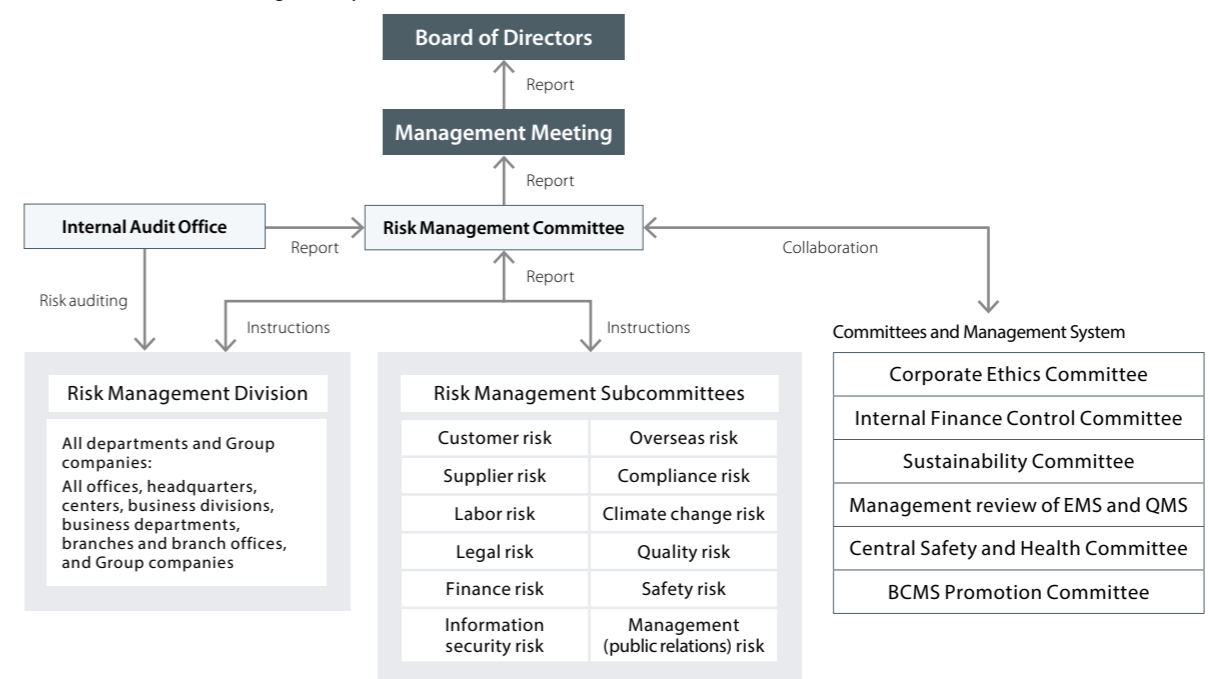 Board of Directors
Report
Management Meeting
Report
Internal Audit Office
Risk Management Committee
Report
Collaboration
Report
Risk auditing
Instructions
Instructions
Committees and Management System
Risk Management Division
All departments and Group
companies:
All offices, headquarters,
centers, business divisions,
business departments,
branches and branch offices,
and Group companies
Risk Management Subcommittees
Customer risk
Overseas risk
Supplier risk
Compliance risk
Labor risk
Climate change risk
Legal risk
Quality risk
Finance risk
Safety risk
Information
security risk
Management
(public relations) risk
Corporate Ethics Committee
Internal Finance Control Committee
Sustainability Committee
Management review of EMS and QMS
Central Safety and Health Committee
BCMS Promotion Committee